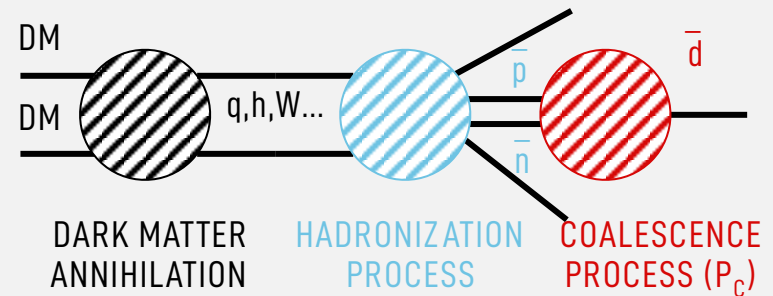 DM
DM
q,h,W...
p̄
n̄
d̄
DARK MATTER
ANNIHILATION
HADRONIZATION
PROCESS
COALESCENCE
PROCESS (P_C)